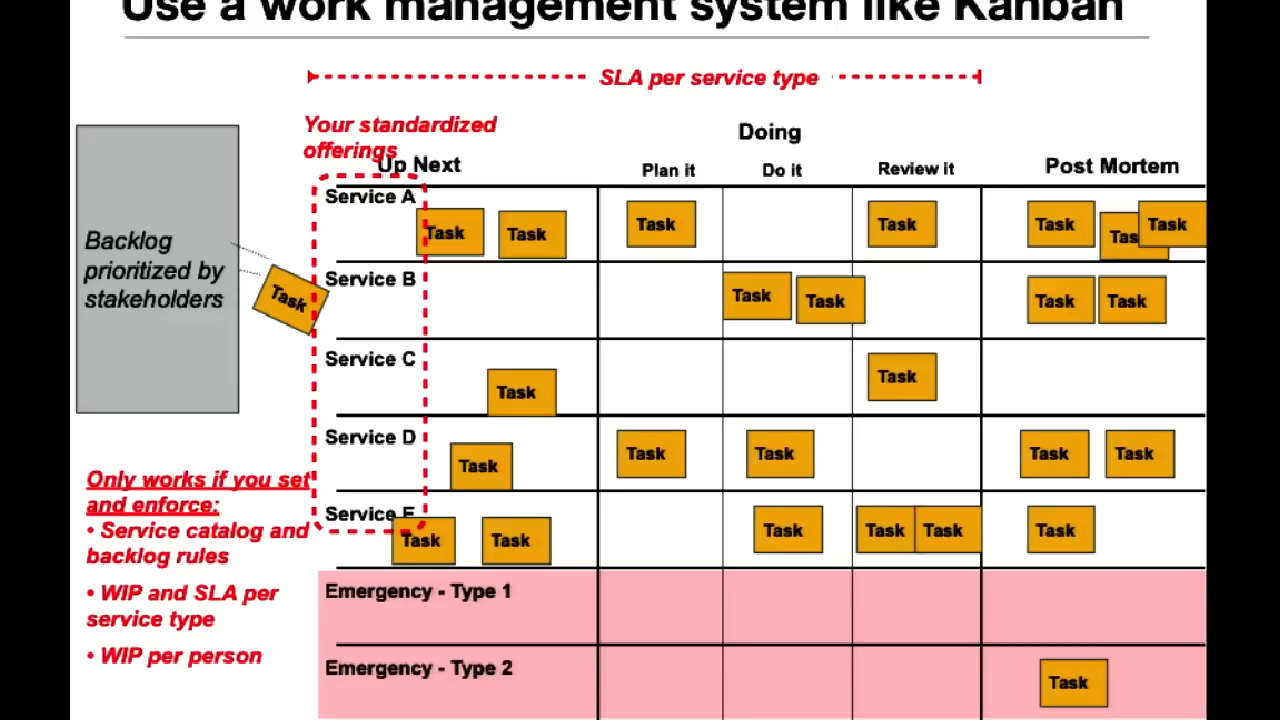 Use a work management system like Kanban
SLA per service type
Your standardized
offerings
Doing
Up Next
Plan it
Do it
Review it
Post Mortem
Backlog
prioritized by
stakeholders
Task
Service A
Task
Task
Task
Task
Task
Tas
Task
Service B
Task
Task
Task
Task
Service C
Task
Task
Service D
Task
Task
Task
Task
Task
Service E
Task
Task
Task
Task
Task
Task
Emergency - Type 1
Emergency - Type 2
Task
Only works if you set
and enforce:
• Service catalog and
backlog rules
• WIP and SLA per
service type
• WIP per person